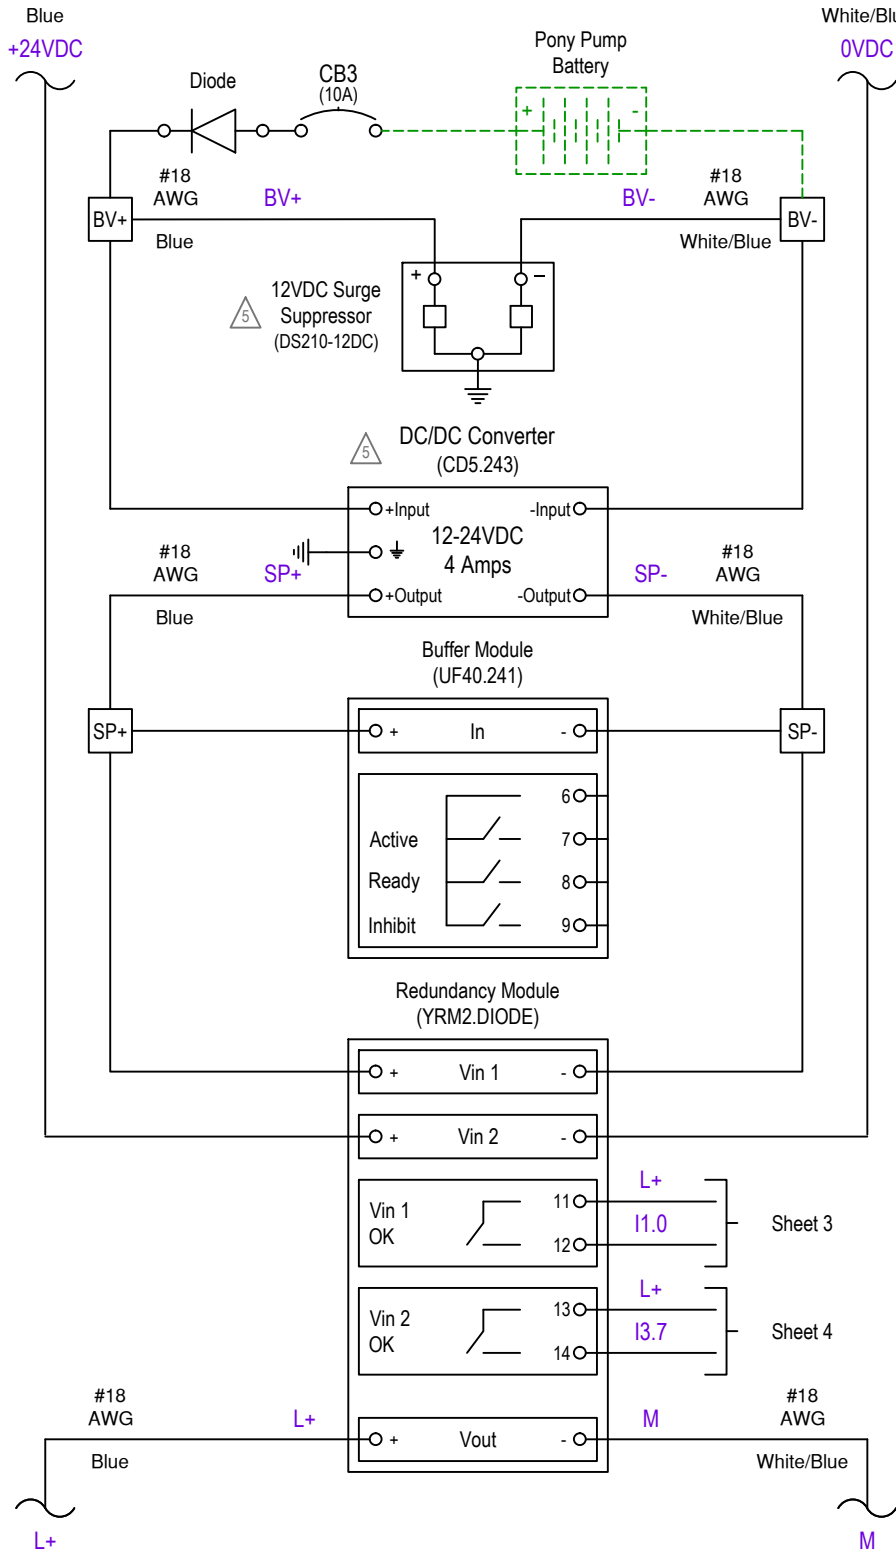 Blue
White/Blu
+24VDC
0VDC
Pony Pump
Battery
Diode
CB3
(10A)
+ -
#18
AWG
BV+
BV-
#18
AWG
BV+
BV-
Blue
White/Blue
+ –
5
12VDC Surge
Suppressor
(DS210-12DC)
5
DC/DC Converter
(CD5.243)
+Input
-Input
12-24VDC
4 Amps
#18
AWG
SP+
SP-
#18
AWG
+Output
-Output
Blue
White/Blue
Buffer Module
(UF40.241)
SP+
+ In -
SP-
6
Active 7
Ready 8
Inhibit 9
Redundancy Module
(YRM2.DIODE)
+ Vin 1 -
+ Vin 2 -
Vin 1
OK
11
12
L+
I1.0
Sheet 3
Vin 2
OK
13
14
L+
I3.7
Sheet 4
#18
AWG
L+
M
#18
AWG
+ Vout -
Blue
White/Blue
L+
M